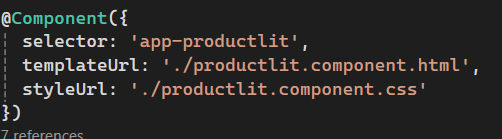 @Component({
selector: 'app-productlit',
templateUrl: './productlit.component.html',
styleUrl: './productlit.component.css'
})
7 references